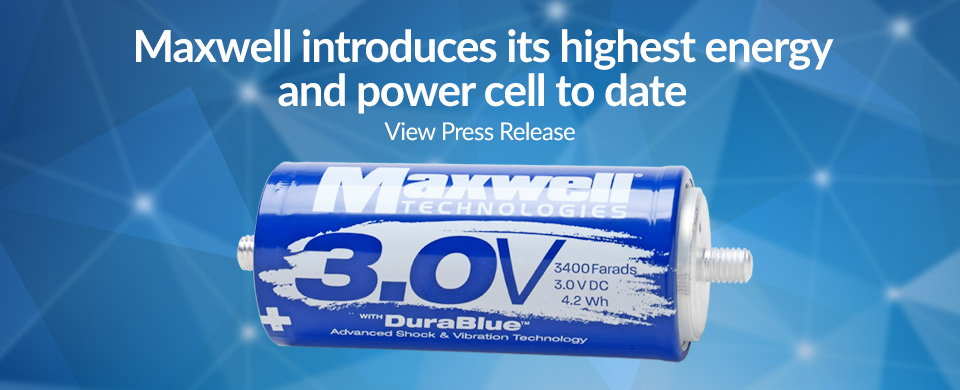 Maxwell introduces its highest energy
and power cell to date
View Press Release
Maxwell®
TECHNOLOGIES
3.0V
3400 Farads
3.0 V DC
4.2 Wh
+
WITH DuraBlue™
Advanced Shock & Vibration Technology